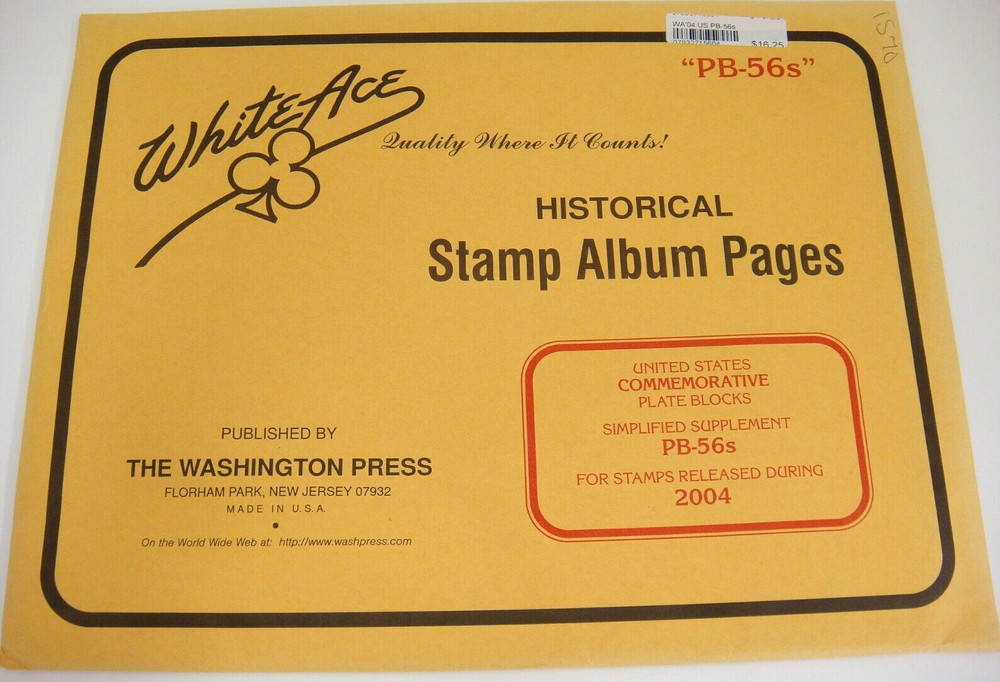 WA'04 US PB-56s
$16.25
1570
"PB-56s"
White Ace
Quality Where It Counts!
HISTORICAL
Stamp Album Pages
UNITED STATES
COMMEMORATIVE
PLATE BLOCKS
SIMPLIFIED SUPPLEMENT
PB-56s
FOR STAMPS RELEASED DURING
2004
PUBLISHED BY
THE WASHINGTON PRESS
FLORHAM PARK, NEW JERSEY 07932
MADE IN U.S.A.
On the World Wide Web at: http://www.washpress.com